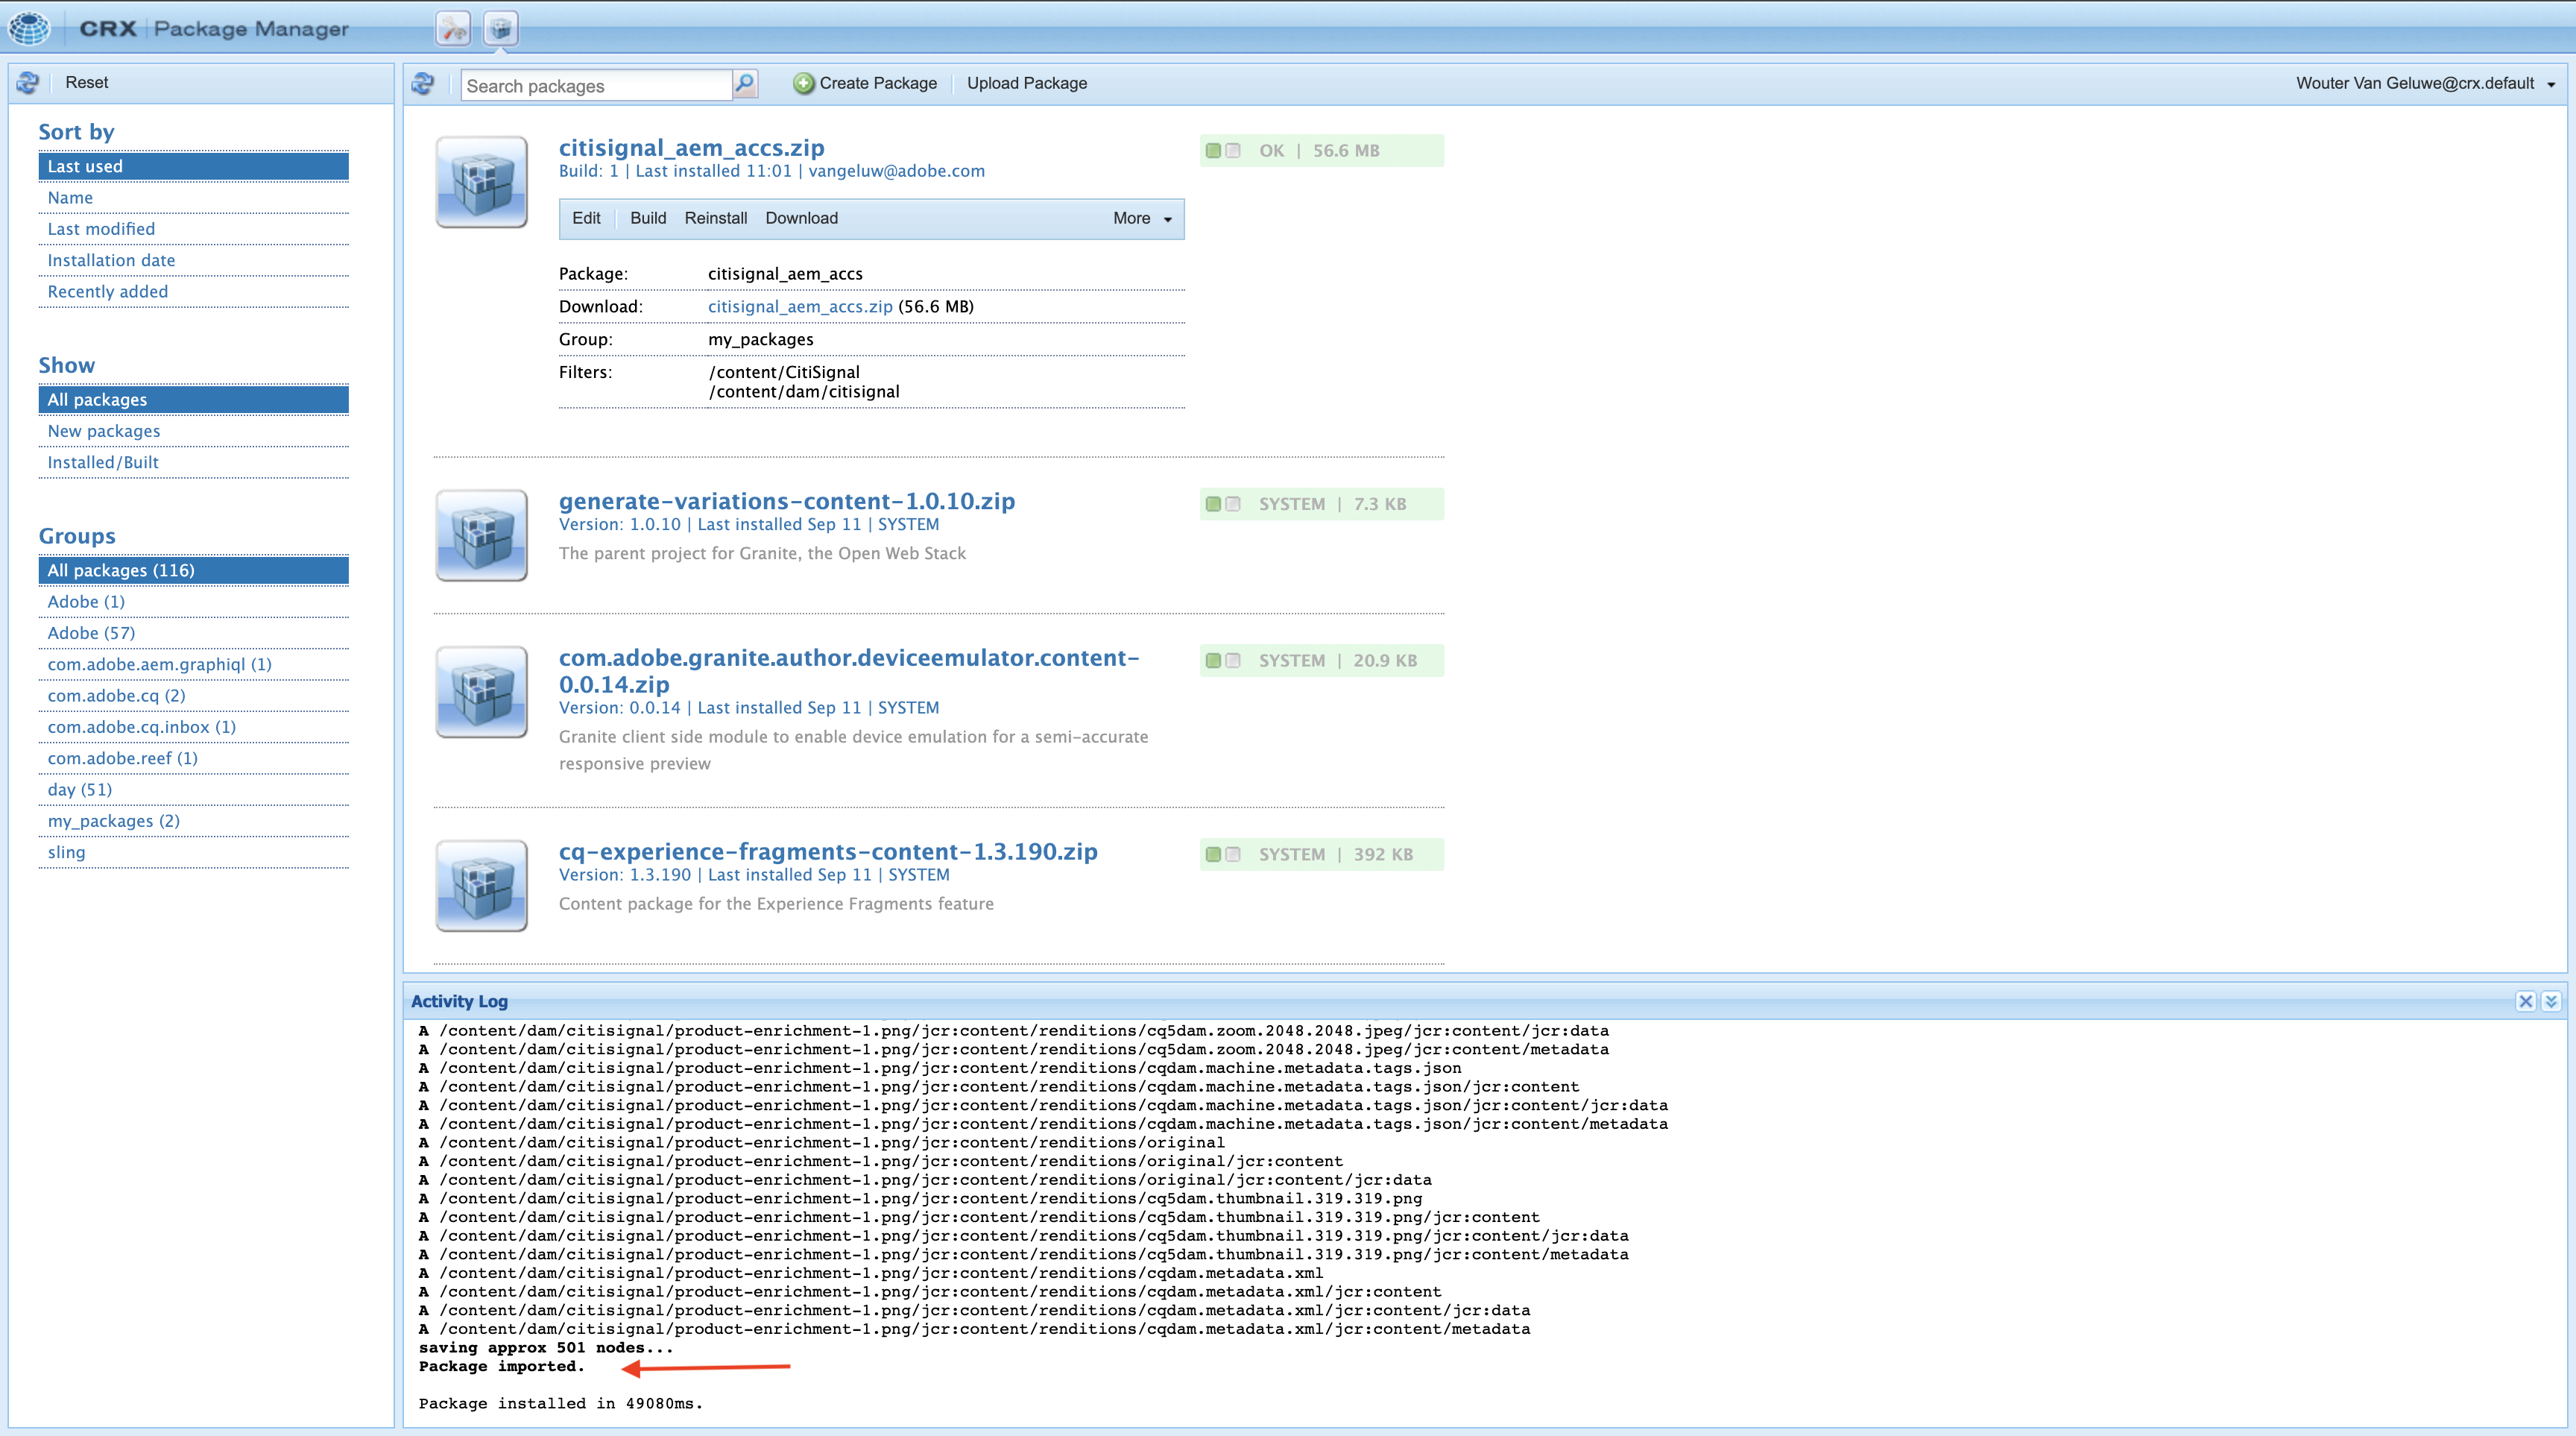 CRX Package Manager
Reset
Sort by
Last used
Name
Last modified
Installation date
Recently added
Show
All packages
New packages
Installed/Built
Groups
All packages (116)
Adobe (1)
Adobe (57)
com.adobe.aem.graphiql (1)
com.adobe.cq (2)
com.adobe.cq.inbox (1)
com.adobe.reef (1)
day (51)
my_packages (2)
sling
Search packages Create Package Upload Package Wouter Van Geluwe@crx.default
citisignal_aem_accs.zip OK | 56.6 MB
Build: 1 | Last installed 11:01 | vangeluw@adobe.com
Edit Build Reinstall Download More
Package: citisignal_aem_accs
Download: citisignal_aem_accs.zip (56.6 MB)
Group: my_packages
Filters: /content/CitiSignal
/content/dam/citisignal
generate-variations-content-1.0.10.zip SYSTEM | 7.3 KB
Version: 1.0.10 | Last installed Sep 11 | SYSTEM
The parent project for Granite, the Open Web Stack
com.adobe.granite.author.deviceemulator.content- SYSTEM | 20.9 KB
0.0.14.zip
Version: 0.0.14 | Last installed Sep 11 | SYSTEM
Granite client side module to enable device emulation for a semi-accurate
responsive preview
cq-experience-fragments-content-1.3.190.zip SYSTEM | 392 KB
Version: 1.3.190 | Last installed Sep 11 | SYSTEM
Content package for the Experience Fragments feature
Activity Log
A /content/dam/citisignal/product-enrichment-1.png/jcr:content/renditions/cq5dam.zoom.2048.2048.jpeg/jcr:content/jcr:data
A /content/dam/citisignal/product-enrichment-1.png/jcr:content/renditions/cq5dam.zoom.2048.2048.jpeg/jcr:content/metadata
A /content/dam/citisignal/product-enrichment-1.png/jcr:content/renditions/cqdam.machine.metadata.tags.json
A /content/dam/citisignal/product-enrichment-1.png/jcr:content/renditions/cqdam.machine.metadata.tags.json/jcr:content
A /content/dam/citisignal/product-enrichment-1.png/jcr:content/renditions/cqdam.machine.metadata.tags.json/jcr:content/jcr:data
A /content/dam/citisignal/product-enrichment-1.png/jcr:content/renditions/cqdam.machine.metadata.tags.json/jcr:content/metadata
A /content/dam/citisignal/product-enrichment-1.png/jcr:content/renditions/original
A /content/dam/citisignal/product-enrichment-1.png/jcr:content/renditions/original/jcr:content
A /content/dam/citisignal/product-enrichment-1.png/jcr:content/renditions/original/jcr:content/jcr:data
A /content/dam/citisignal/product-enrichment-1.png/jcr:content/renditions/cq5dam.thumbnail.319.319.png
A /content/dam/citisignal/product-enrichment-1.png/jcr:content/renditions/cq5dam.thumbnail.319.319.png/jcr:content
A /content/dam/citisignal/product-enrichment-1.png/jcr:content/renditions/cq5dam.thumbnail.319.319.png/jcr:content/jcr:data
A /content/dam/citisignal/product-enrichment-1.png/jcr:content/renditions/cq5dam.thumbnail.319.319.png/jcr:content/metadata
A /content/dam/citisignal/product-enrichment-1.png/jcr:content/renditions/cqdam.metadata.xml
A /content/dam/citisignal/product-enrichment-1.png/jcr:content/renditions/cqdam.metadata.xml/jcr:content
A /content/dam/citisignal/product-enrichment-1.png/jcr:content/renditions/cqdam.metadata.xml/jcr:content/jcr:data
A /content/dam/citisignal/product-enrichment-1.png/jcr:content/renditions/cqdam.metadata.xml/jcr:content/metadata
saving approx 501 nodes...
Package imported.
Package installed in 49080ms.